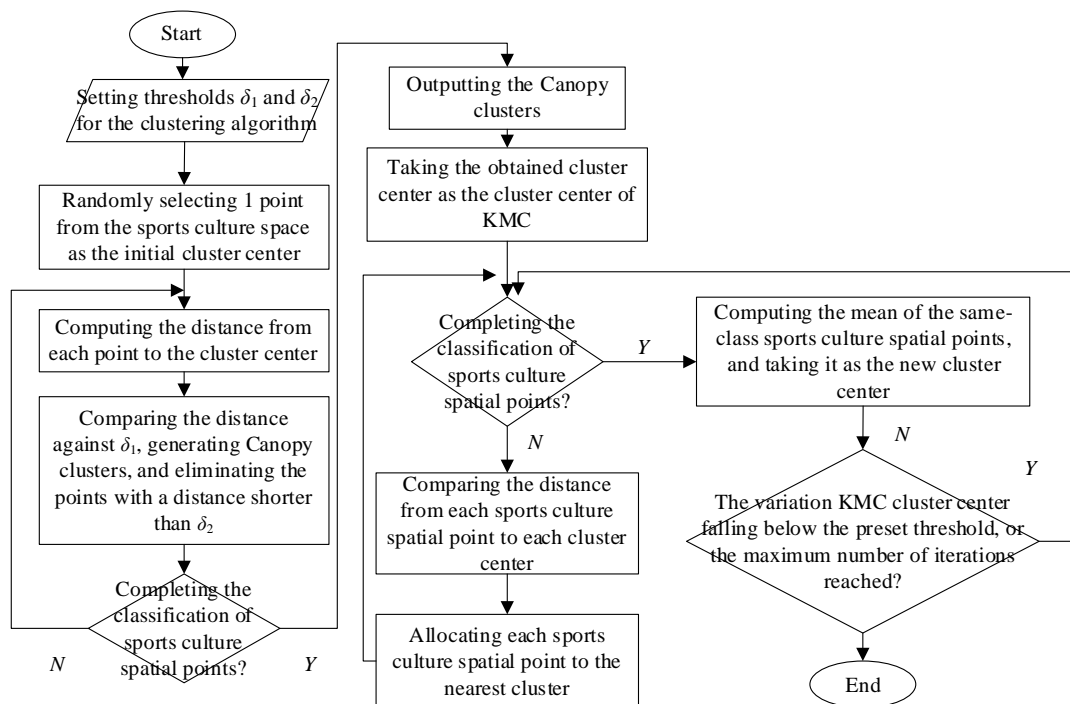 Start
Setting thresholds δ1 and δ2
for the clustering algorithm
Randomly selecting 1 point
from the sports culture space
as the initial cluster center
Computing the distance from
each point to the cluster center
Comparing the distance
against δ1, generating Canopy
clusters, and eliminating the
points with a distance shorter
than δ2
Completing the
classification of
sports culture
spatial points?
N
Y
Outputting the Canopy
clusters
Taking the obtained cluster
center as the cluster center of
KMC
Completing the
classification of
sports culture
spatial points?
Y
N
Comparing the distance
from each sports culture
spatial point to each cluster
center
Allocating each sports
culture spatial point to the
nearest cluster
Computing the mean of the same-
class sports culture spatial points,
and taking it as the new cluster
center
N
Y
The variation KMC cluster center
falling below the preset threshold, or
the maximum number of iterations
reached?
End